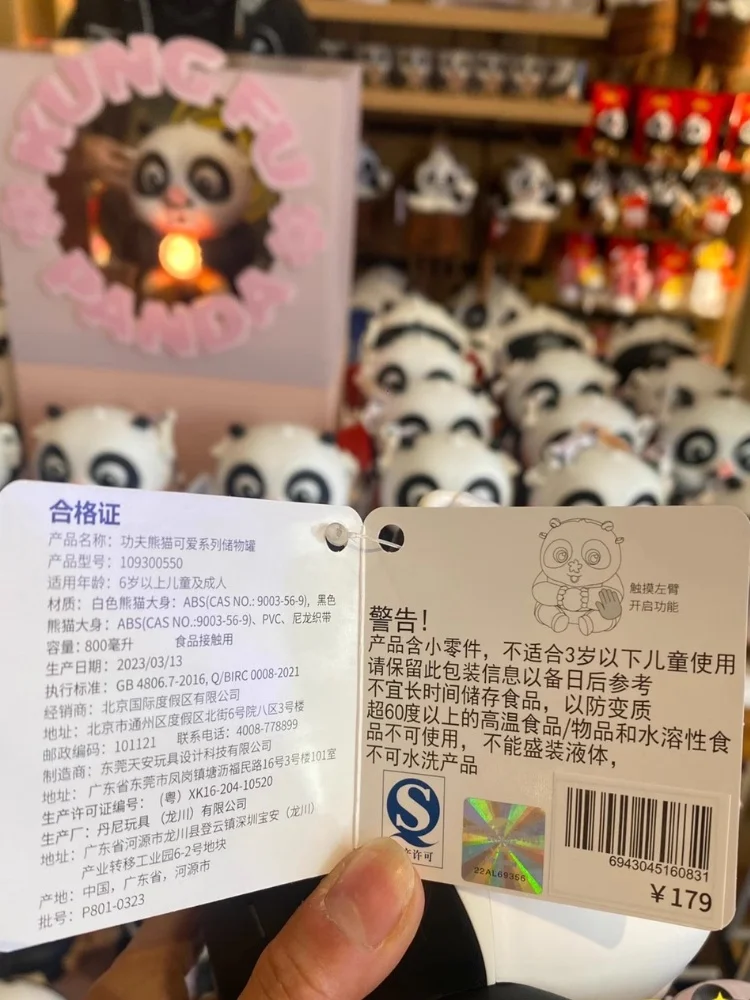 KUNG FU
PANDA
合格证
产品名称：功夫熊猫可爱系列储物罐
产品型号：109300550
适用年龄：6岁以上儿童及成人
材质：白色熊猫大身：ABS(CAS NO.: 9003-56-9)，黑色
熊猫大身：ABS(CAS NO.:9003-56-9)、PVC、尼龙织带
容量：800毫升 食品接触用
生产日期：2023/03/13
执行标准：GB 4806.7-2016, Q/BIRC 0008-2021
经销商：北京国际度假区有限公司
地址：北京市通州区度假区北街6号院八区3号楼
邮政编码：101121 联系电话：4008-778899
制造商：东莞天安玩具设计科技有限公司
地址：广东省东莞市凤岗镇塘沥福民路16号3号楼101室
生产许可证编号：（粤）XK16-204-10520
生产厂：丹尼玩具（龙川）有限公司
地址：广东省河源市龙川县登云镇深圳宝安（龙川）
产业转移工业园6-2号地块
产地：中国，广东省，河源市
批号：P801-0323
触摸左臂
开启功能
警告！
产品含小零件，不适合3岁以下儿童使用
请保留此包装信息以备日后参考
不宜长时间储存食品，以防变质
超60度以上的高温食品/物品和水溶性食
品不可使用，不能盛装液体，
不可水洗产品
许可
22AL69356
6943045160831
￥179